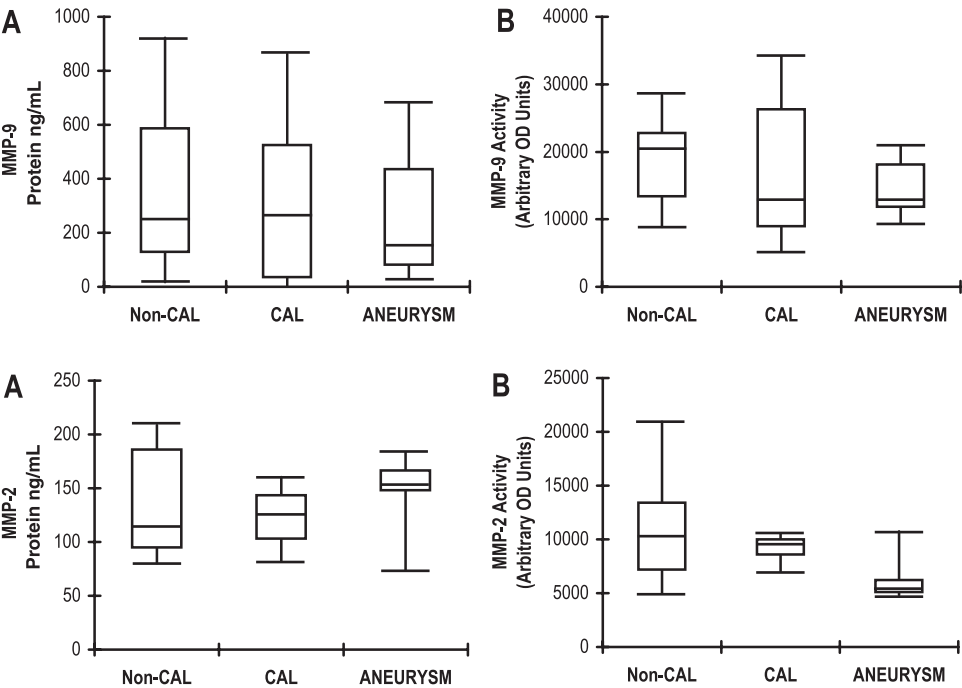 A
MMP-9
Protein ng/mL
1000
800
600
400
200
0
Non-CAL CAL ANEURYSM
B
MMP-9 Activity
(Arbitrary OD Units)
40000
30000
20000
10000
0
Non-CAL CAL ANEURYSM
A
MMP-2
Protein ng/mL
250
200
150
100
50
0
Non-CAL CAL ANEURYSM
B
MMP-2 Activity
(Arbitrary OD Units)
25000
20000
15000
10000
5000
0
Non-CAL CAL ANEURYSM